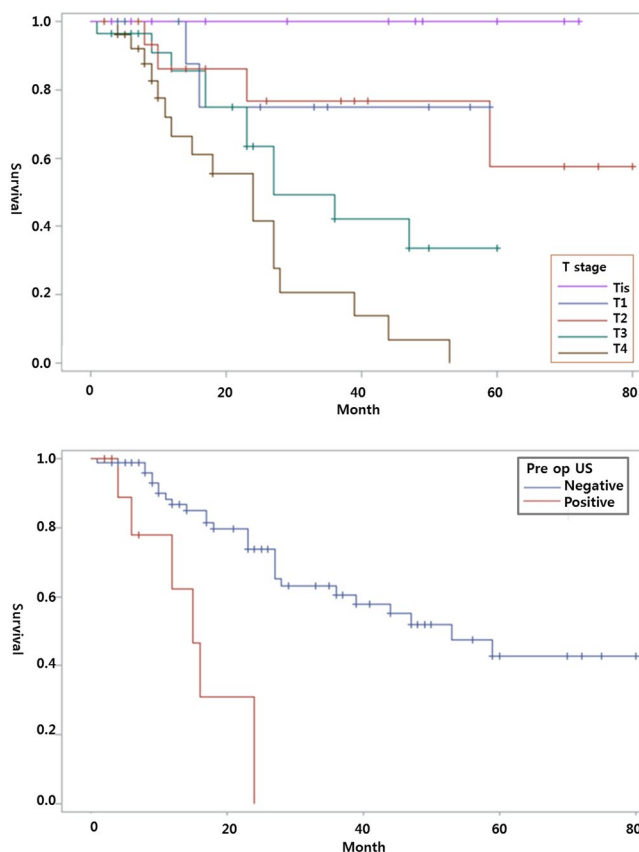 1.0
0.8
0.6
0.4
0.2
0.0
Survival
T stage
Tis
T1
T2
T3
T4
0 20 40 60 80
Month
1.0
0.8
0.6
0.4
0.2
0.0
Survival
Pre op US
Negative
Positive
0 20 40 60 80
Month